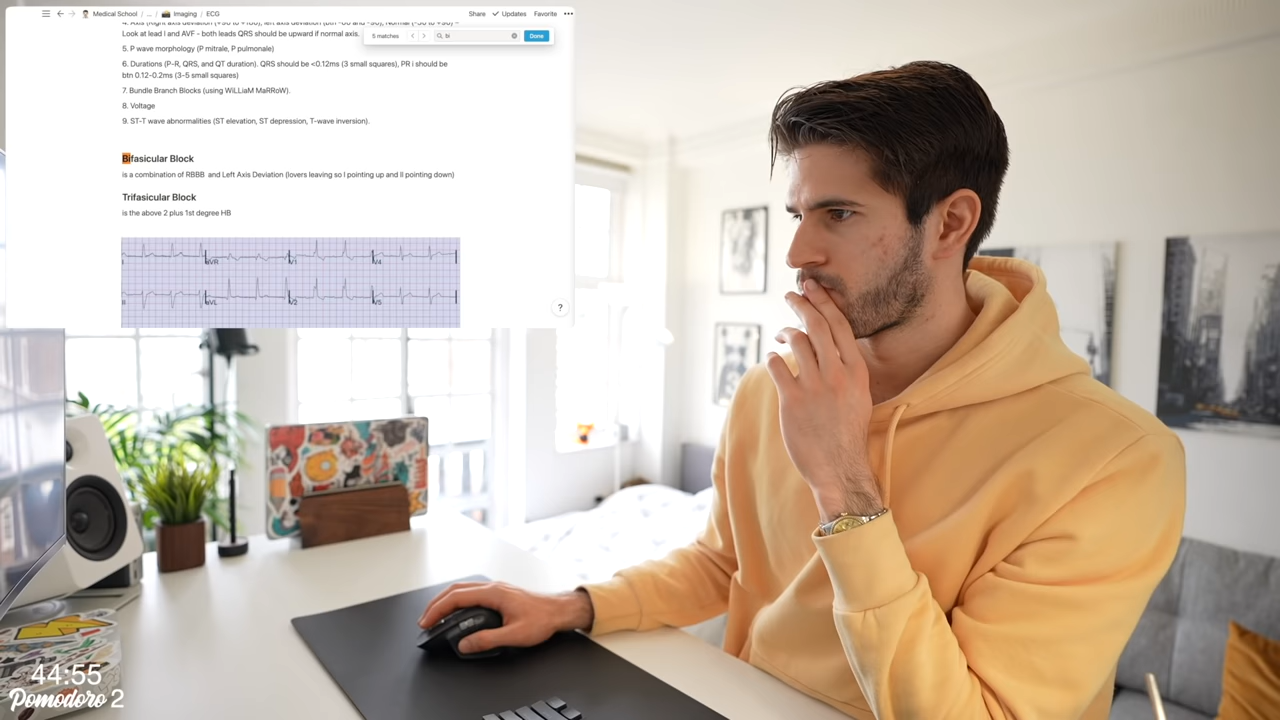 Medical School / ... / Imaging / ECG
Share Updates Favorite
Look at lead I and AVF - both leads QRS should be upward if normal axis.
5 matches bi Done
5. P wave morphology (P mitrale, P pulmonale)
6. Durations (P-R, QRS, and QT duration). QRS should be <0.12ms (3 small squares), PR i should be
btn 0.12-0.2ms (3-5 small squares)
7. Bundle Branch Blocks (using WiLLiaM MaRRoW).
8. Voltage
9. ST-T wave abnormalities (ST elevation, ST depression, T-wave inversion).
Bifasicular Block
is a combination of RBBB and Left Axis Deviation (lovers leaving so I pointing up and II pointing down)
Trifasicular Block
is the above 2 plus 1st degree HB
I aVR V1 V4
II aVL V2 V5
?
44:55
Pomodoro 2